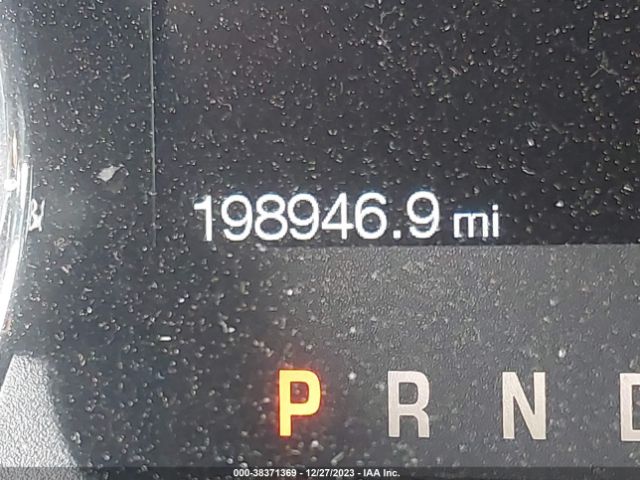 198946.9 mi
P R N D
000-38371369 • 12/27/2023 - IAA Inc.